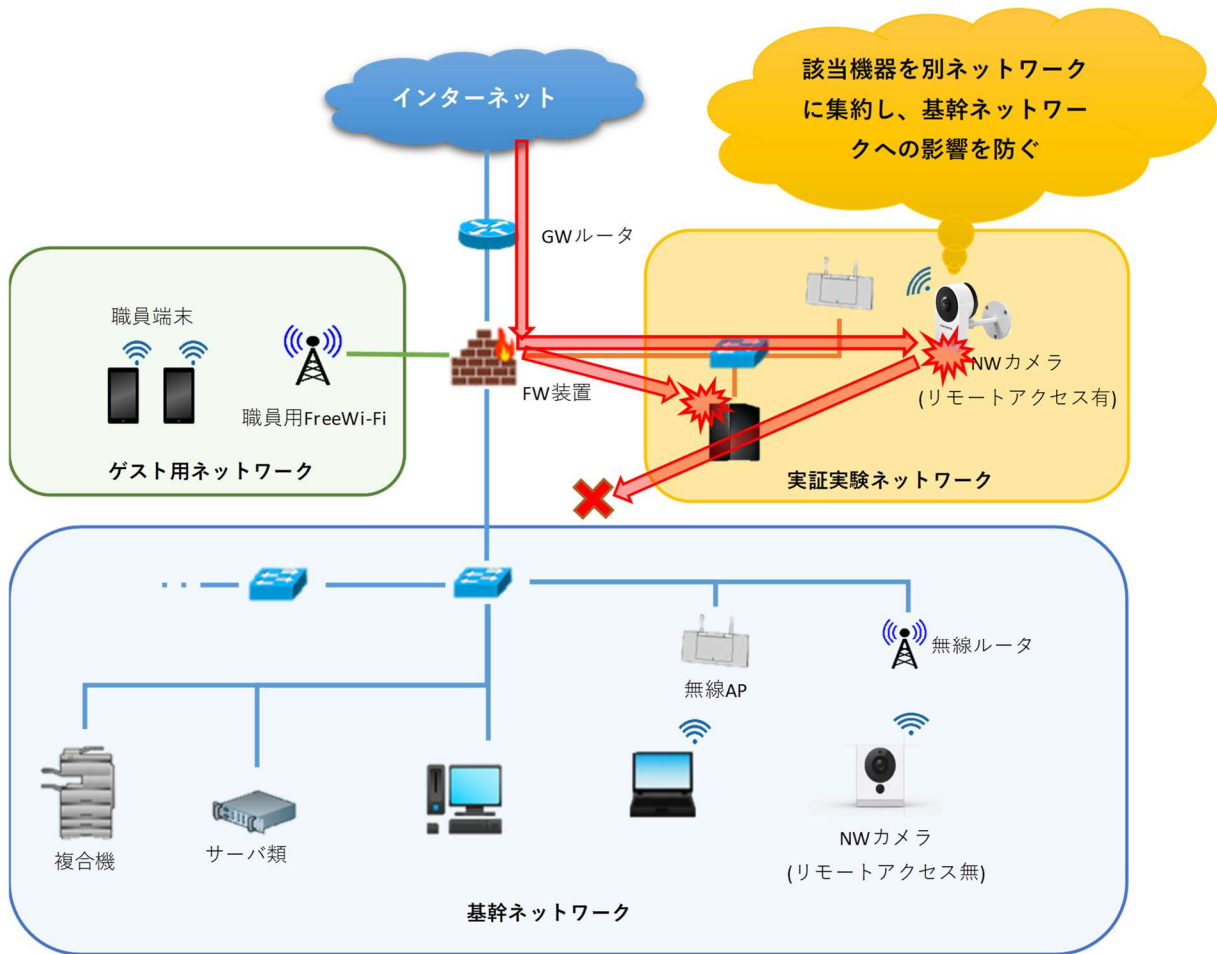 インターネット
該当機器を別ネットワーク
に集約し、基幹ネットワー
クへの影響を防ぐ
GWルータ
職員端末
職員用FreeWi-Fi
ゲスト用ネットワーク
FW装置
NWカメラ
(リモートアクセス有)
実証実験ネットワーク
無線ルータ
無線AP
複合機
サーバ類
NWカメラ
(リモートアクセス無)
基幹ネットワーク